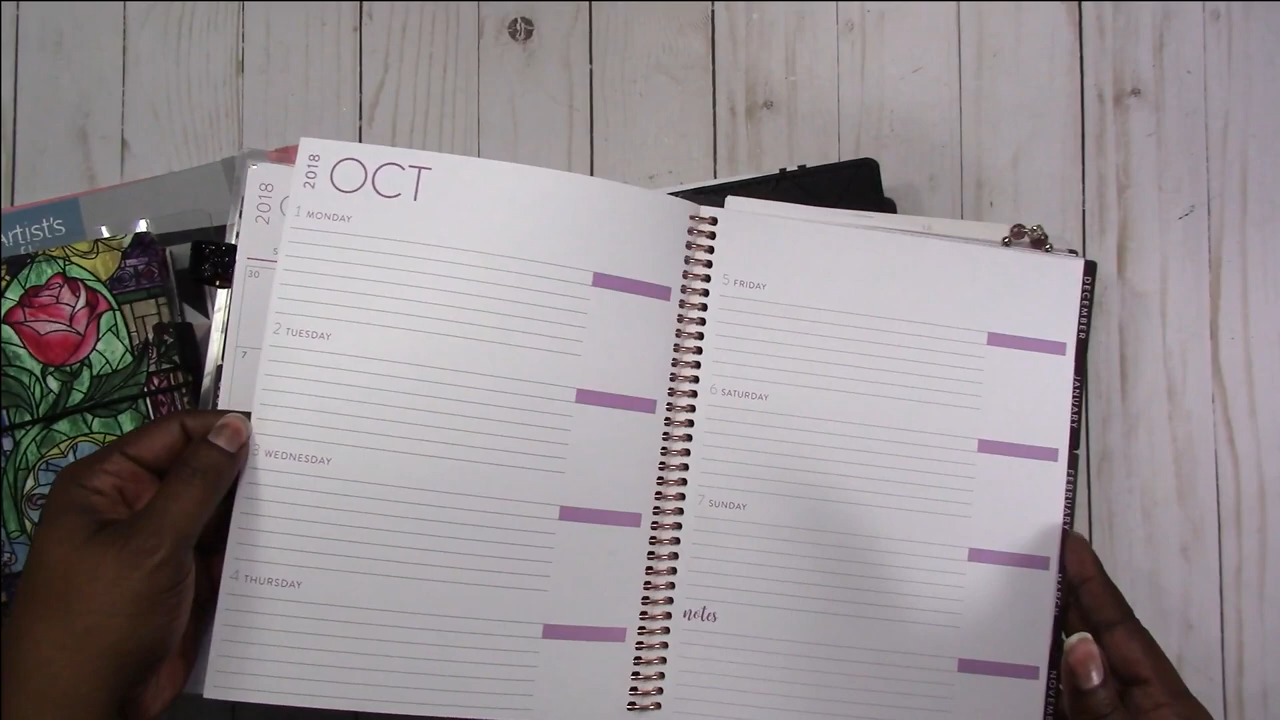 Artist's
2018
30
7
2018
OCT
1 MONDAY
2 TUESDAY
3 WEDNESDAY
4 THURSDAY
5 FRIDAY
6 SATURDAY
7 SUNDAY
notes
DECEMBER
JANUARY
FEBRUARY
MARCH